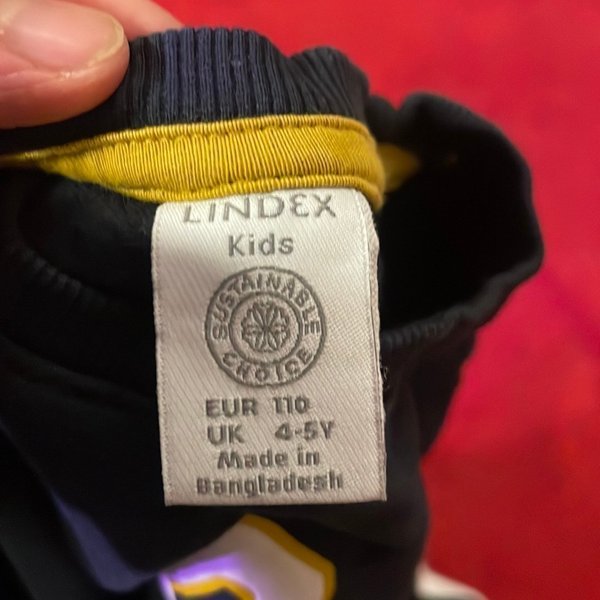 LINDEX
Kids
SUSTAINABLE
CHOICE
EUR 110
UK 4-5Y
Made in
Bangladesh